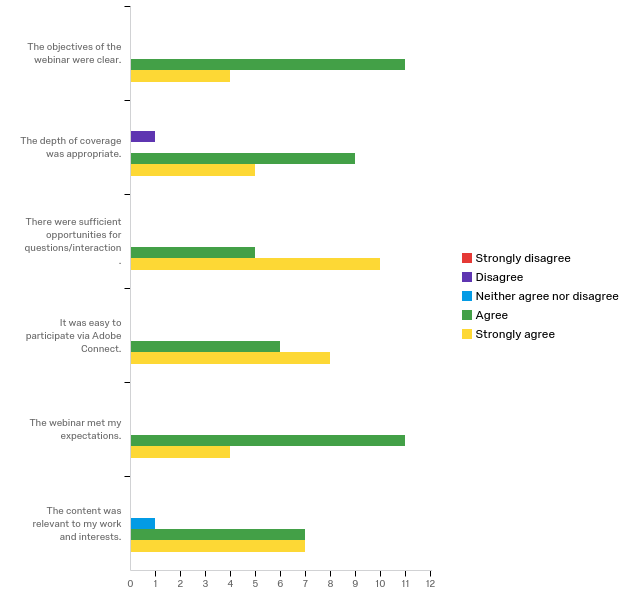 The objectives of the
webinar were clear.
The depth of coverage
was appropriate.
There were sufficient
opportunities for
questions/interaction
.
It was easy to
participate via Adobe
Connect.
The webinar met my
expectations.
The content was
relevant to my work
and interests.
0 1 2 3 4 5 6 7 8 9 10 11 12
Strongly disagree
Disagree
Neither agree nor disagree
Agree
Strongly agree